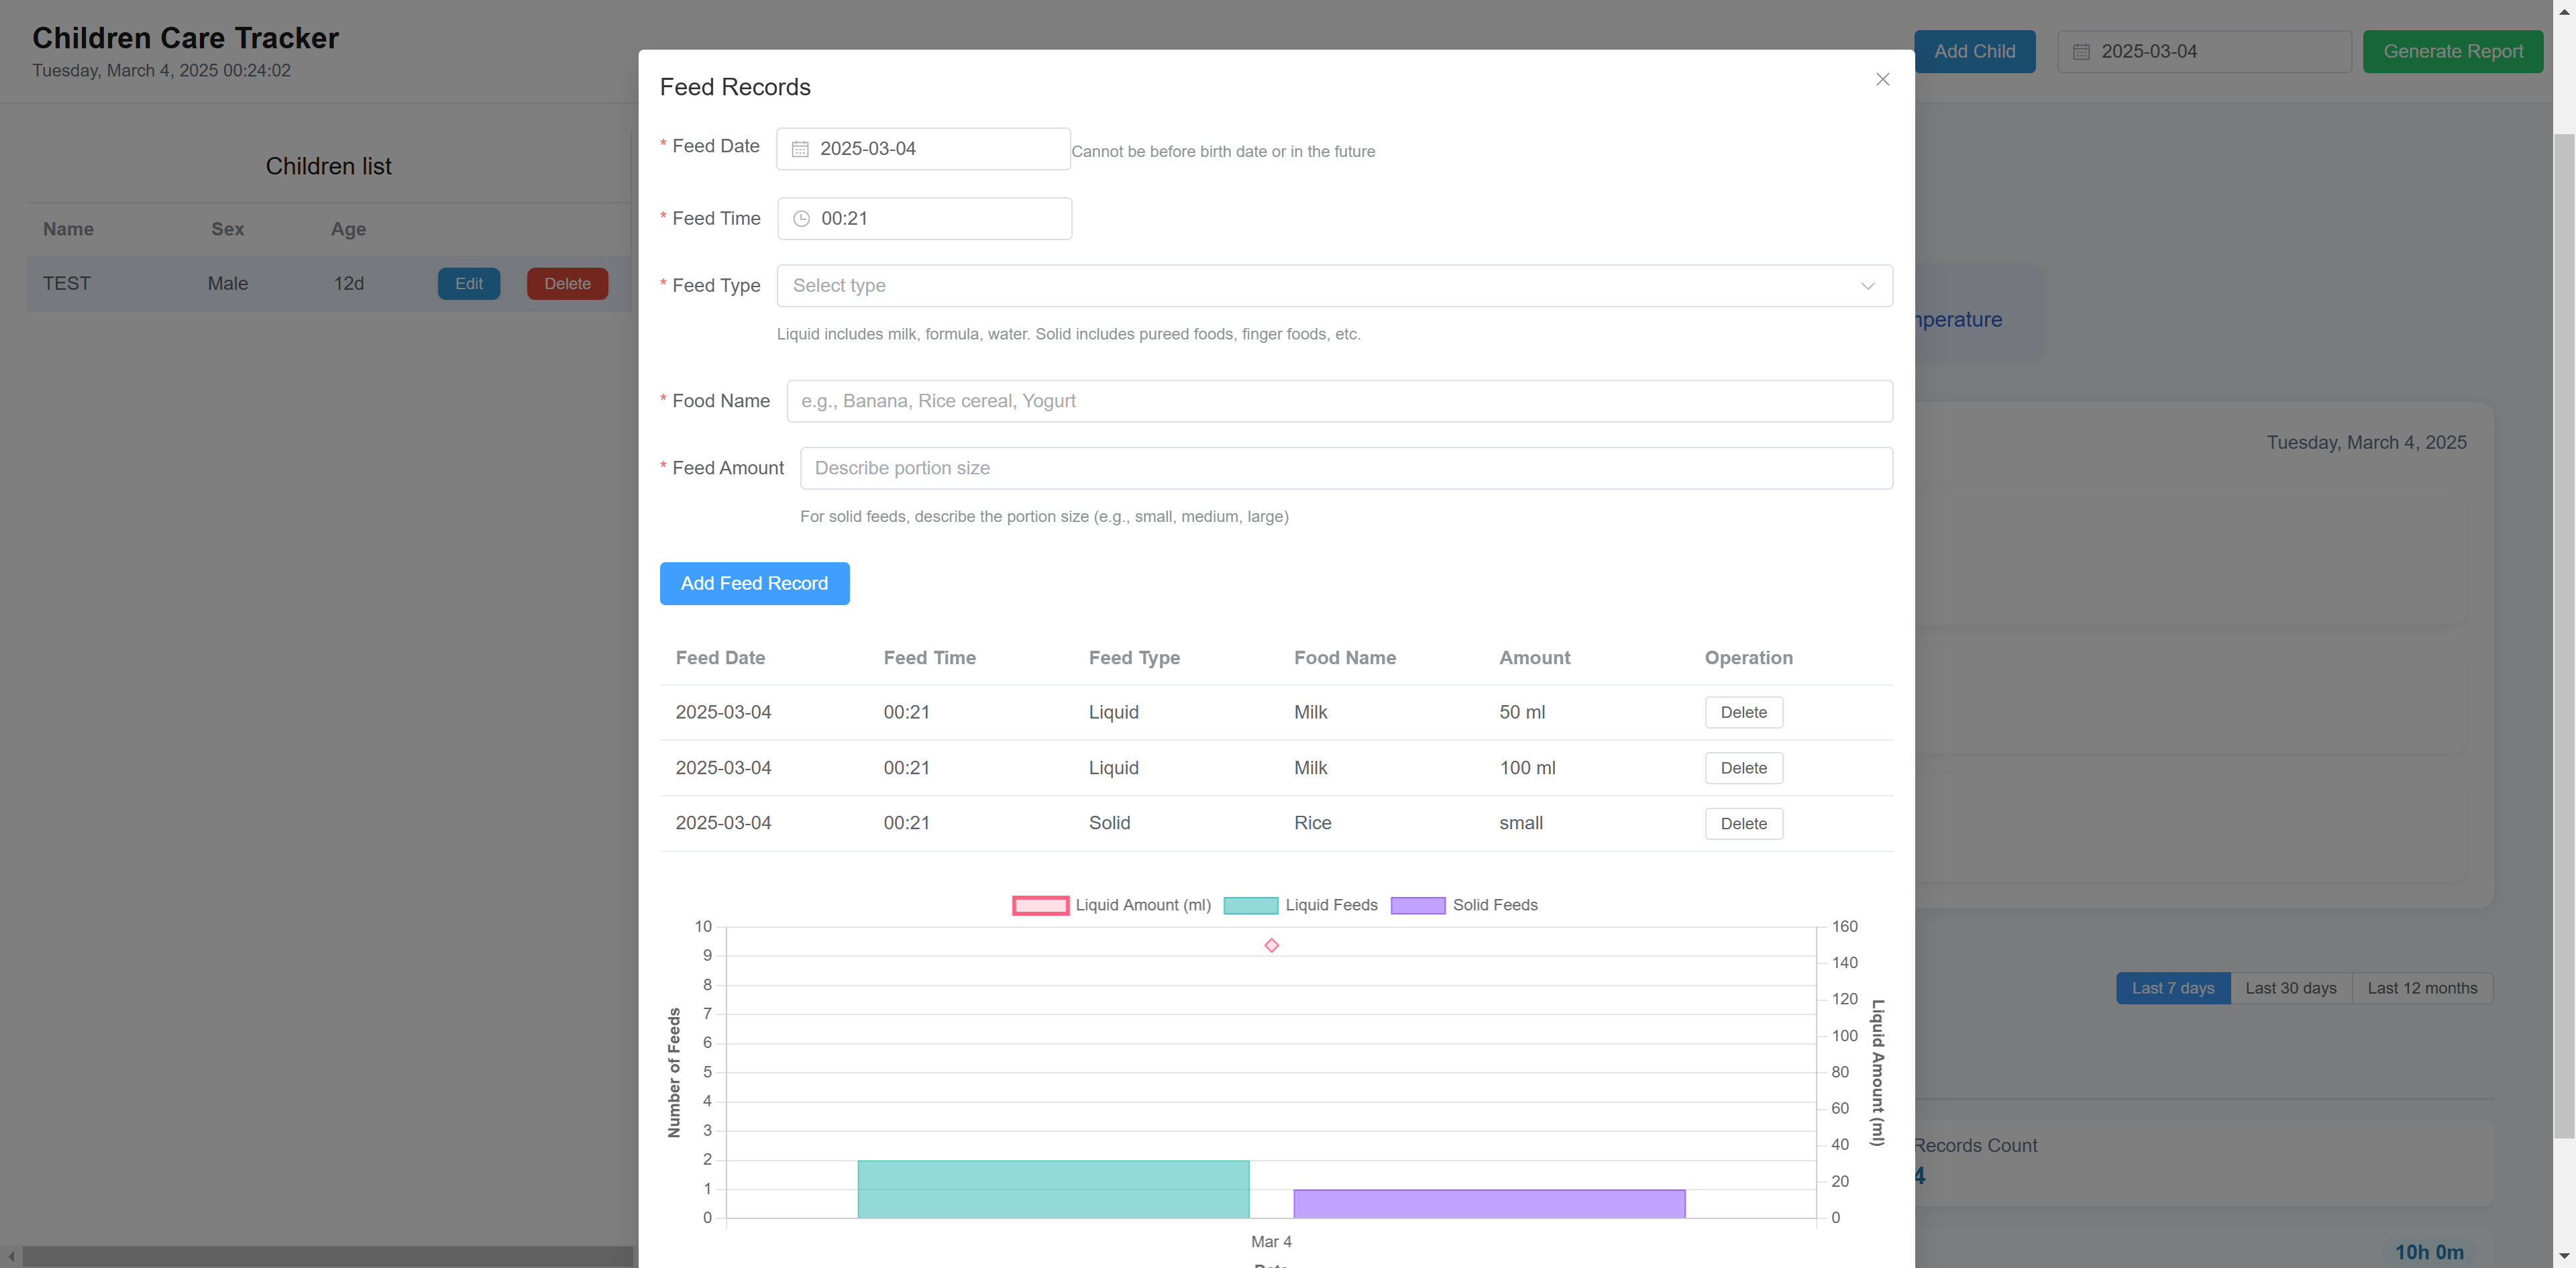 Children Care Tracker
Tuesday, March 4, 2025 00:24:02
Add Child
2025-03-04
Generate Report
Children list
Name Sex Age
TEST Male 12d Edit Delete
Feed Records
* Feed Date 2025-03-04 Cannot be before birth date or in the future
* Feed Time 00:21
* Feed Type Select type
Liquid includes milk, formula, water. Solid includes pureed foods, finger foods, etc.
* Food Name e.g., Banana, Rice cereal, Yogurt
* Feed Amount Describe portion size
For solid feeds, describe the portion size (e.g., small, medium, large)
Add Feed Record
Feed Date Feed Time Feed Type Food Name Amount Operation
2025-03-04 00:21 Liquid Milk 50 ml Delete
2025-03-04 00:21 Liquid Milk 100 ml Delete
2025-03-04 00:21 Solid Rice small Delete
Liquid Amount (ml) Liquid Feeds Solid Feeds
Number of Feeds
10
9
8
7
6
5
4
3
2
1
0
160
140
120
100
80
60
40
20
0
Liquid Amount (ml)
Mar 4
Tuesday, March 4, 2025
Last 7 days Last 30 days Last 12 months
Records Count
4
10h 0m